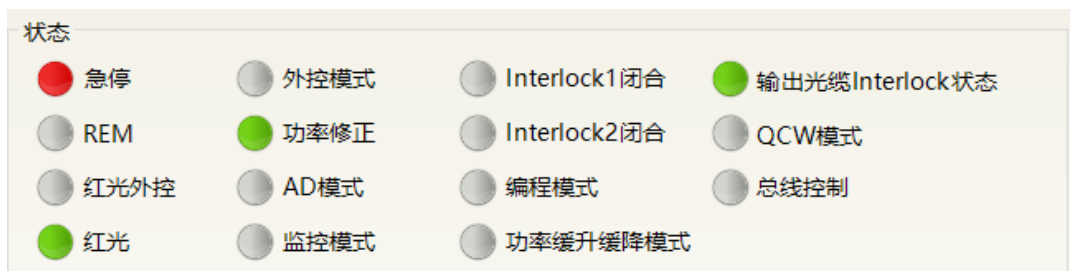 状态
急停 外控模式 Interlock1闭合 输出光缆Interlock状态
REM 功率修正 Interlock2闭合 QCW模式
红光外控 AD模式 编程模式 总线控制
红光 监控模式 功率缓升缓降模式